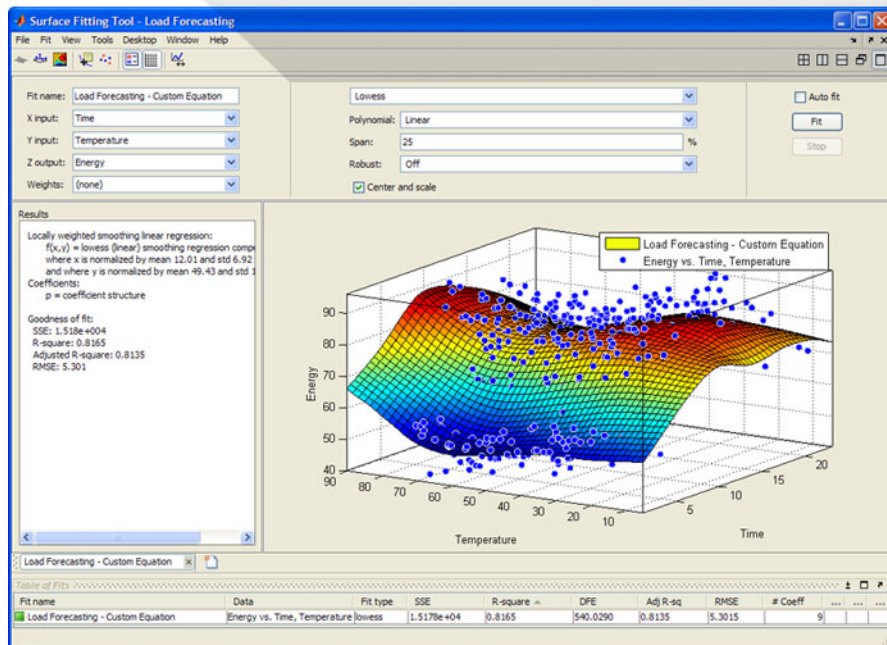 Surface Fitting Tool - Load Forecasting
File Fit View Tools Desktop Window Help
Fit name: Load Forecasting - Custom Equation
X input: Time
Y input: Temperature
Z output: Energy
Weights: (none)
Lowess
Polynomial: Linear
Span: 25 %
Robust: Off
Center and scale
Auto fit
Fit
Stop
Results
Locally weighted smoothing linear regression:
f(x,y) = lowess (linear) smoothing regression
where x is normalized by mean 12.01 and std 6.92
and where y is normalized by mean 49.43 and std
Coefficients:
p = coefficient structure
Goodness of fit:
SSE: 1.518e+004
R-square: 0.8165
Adjusted R-square: 0.8135
RMSE: 5.301
Load Forecasting - Custom Equation
Energy vs. Time, Temperature
Energy
90
80
70
60
50
40
90 80 70 60 50 40 30 20 10
Temperature
5 10 15 20
Time
Load Forecasting - Custom Equation
Table of Fits
Fit name Data Fit type SSE R-square DFE Adj R-sq RMSE # Coeff ... ... ...
Load Forecasting - Custom Equation Energy vs. Time, Temperature lowess 1.5178e+04 0.8165 540.0290 0.8135 5.3015 9